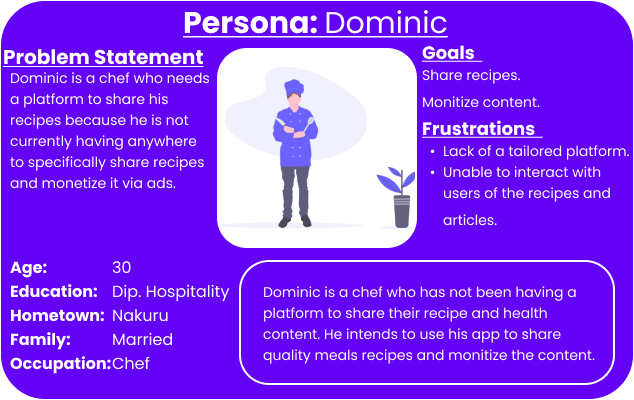 Persona: Dominic
Problem Statement
Dominic is a chef who needs
a platform to share his
recipes because he is not
currently having anywhere
to specifically share recipes
and monetize it via ads.
Goals
Share recipes.
Monitize content.
Frustrations
• Lack of a tailored platform.
• Unable to interact with
users of the recipes and
articles.
Age: 30
Education: Dip. Hospitality
Hometown: Nakuru
Family: Married
Occupation: Chef
Dominic is a chef who has not been having a
platform to share their recipe and health
content. He intends to use his app to share
quality meals recipes and monitize the content.